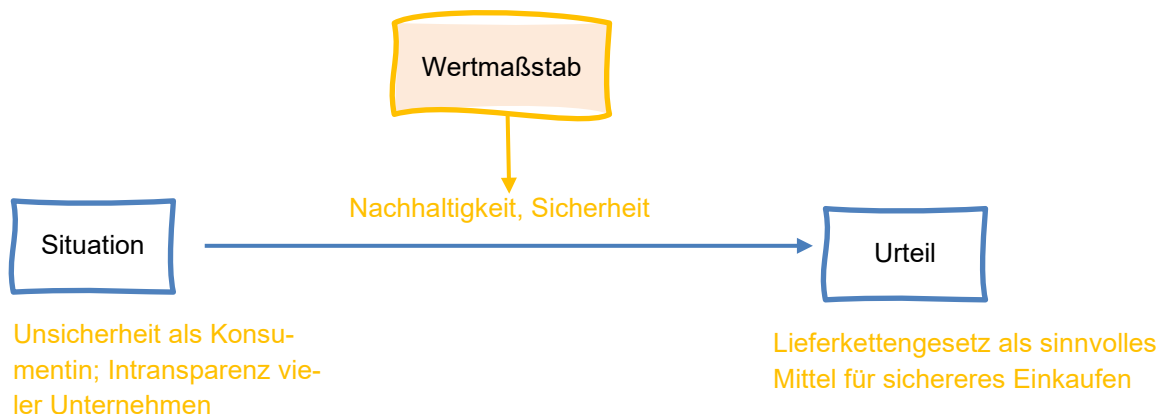 Wertmaßstab
Nachhaltigkeit, Sicherheit
Situation
Urteil
Unsicherheit als Konsu-
mentin; Intransparenz vie-
ler Unternehmen
Lieferkettengesetz als sinnvolles
Mittel für sichereres Einkaufen